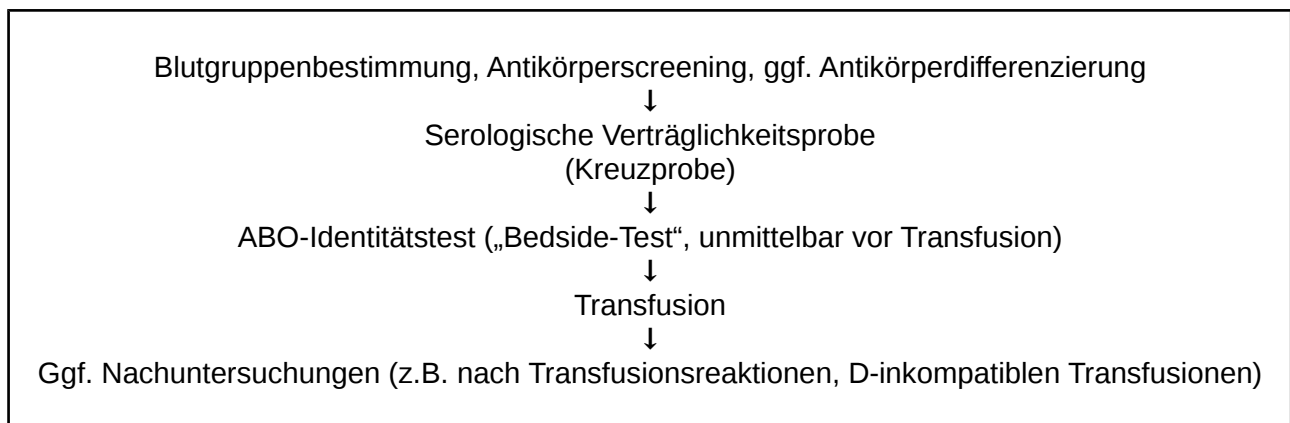 Blutgruppenbestimmung, Antikörperscreening, ggf. Antikörperdifferenzierung
↓
Serologische Verträglichkeitsprobe
(Kreuzprobe)
↓
ABO-Identitätstest („Bedside-Test“, unmittelbar vor Transfusion)
↓
Transfusion
↓
Ggf. Nachuntersuchungen (z.B. nach Transfusionsreaktionen, D-inkompatiblen Transfusionen)